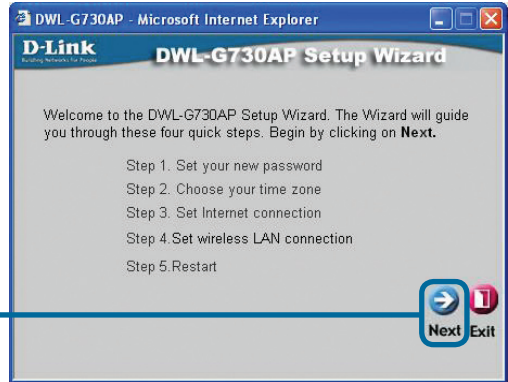 DWL-G730AP - Microsoft Internet Explorer
D-Link
Building Networks for People
DWL-G730AP Setup Wizard
Welcome to the DWL-G730AP Setup Wizard. The Wizard will guide
you through these four quick steps. Begin by clicking on Next.
Step 1. Set your new password
Step 2. Choose your time zone
Step 3. Set Internet connection
Step 4.Set wireless LAN connection
Step 5.Restart
Next Exit